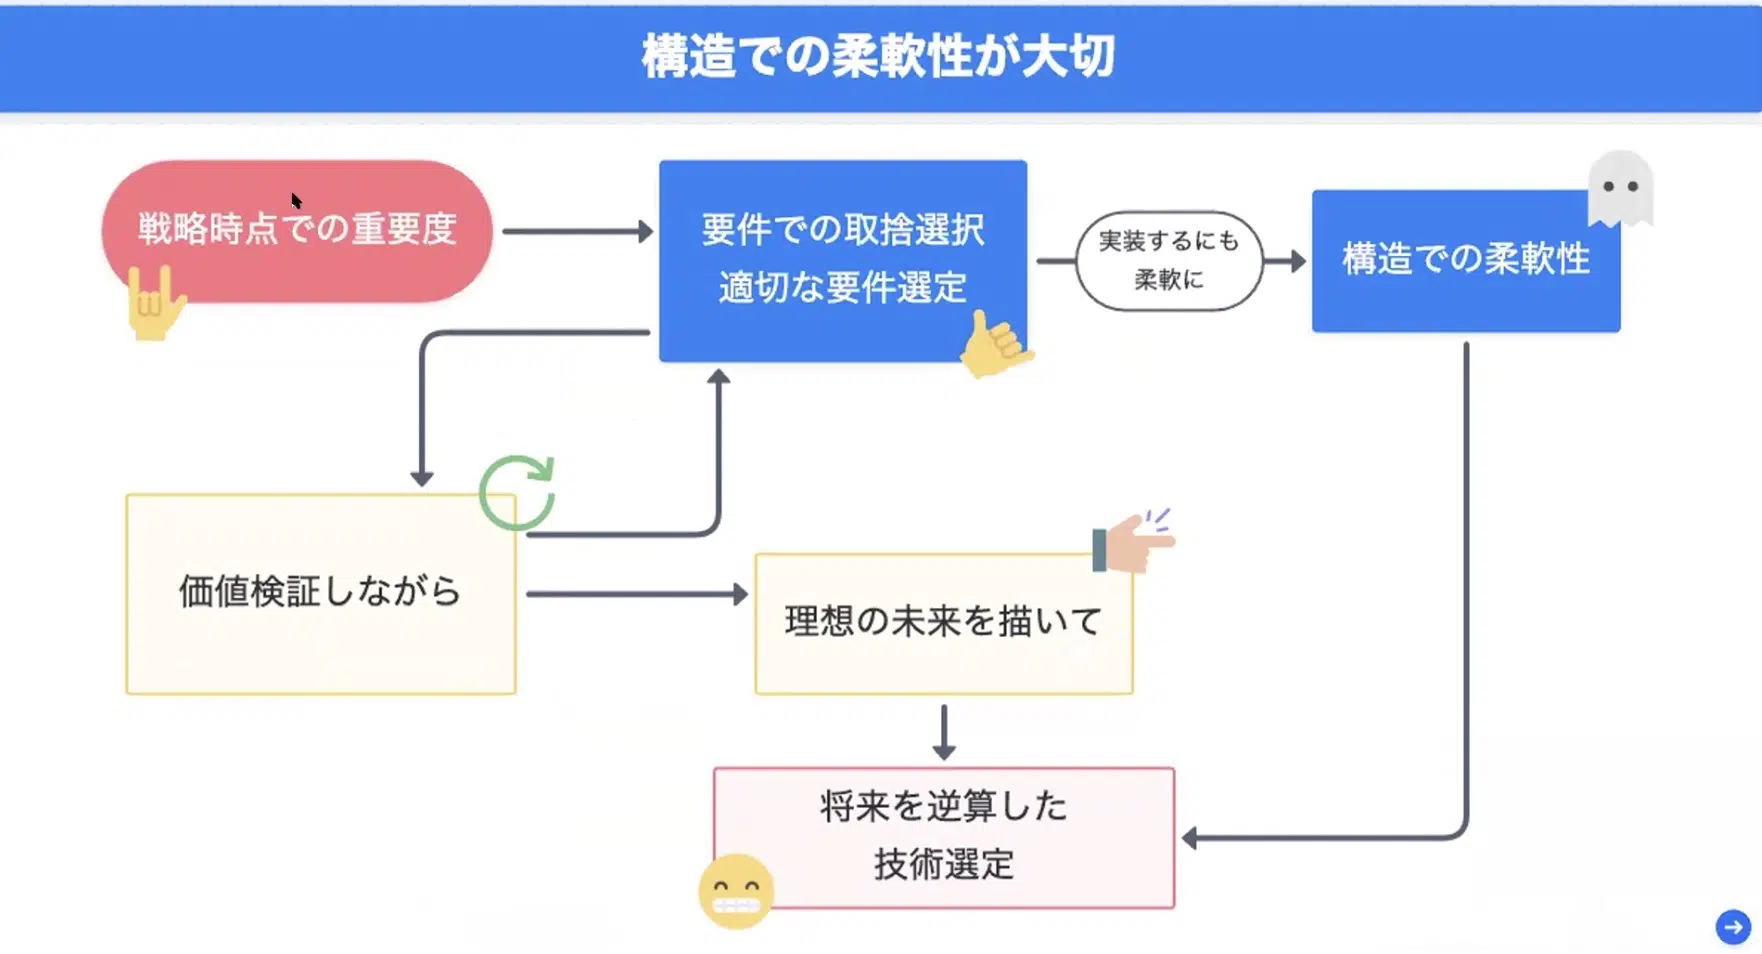 構造での柔軟性が大切
戦略時点での重要度
要件での取捨選択
適切な要件選定
実装するにも
柔軟に
構造での柔軟性
価値検証しながら
理想の未来を描いて
将来を逆算した
技術選定